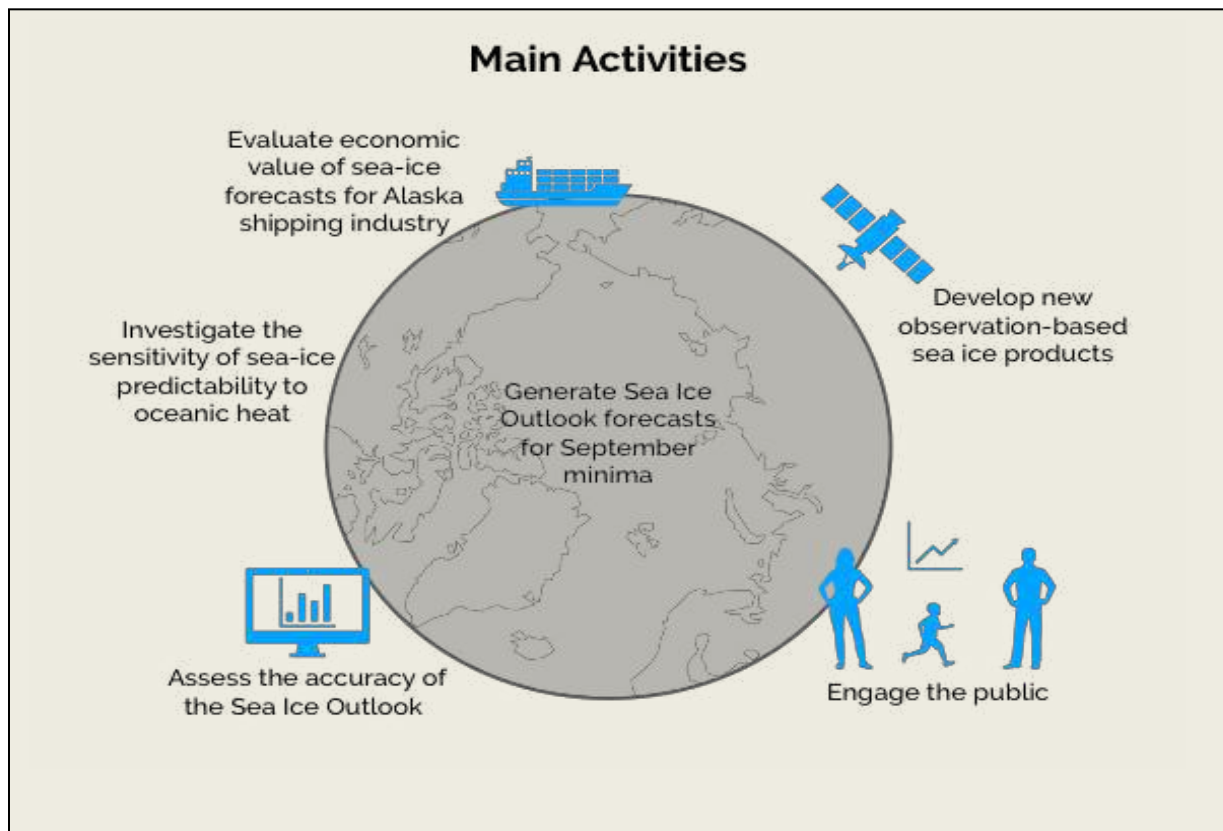 Main Activities
Evaluate economic
value of sea-ice
forecasts for Alaska
shipping industry
Develop new
observation-based
sea ice products
Investigate the
sensitivity of sea-ice
predictability to
oceanic heat
Generate Sea Ice
Outlook forecasts
for September
minima
Assess the accuracy of
the Sea Ice Outlook
Engage the public